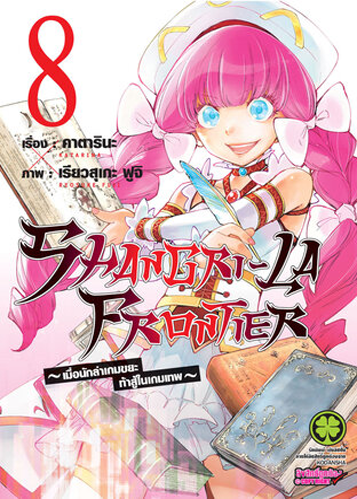 8
เรื่อง : คาตารินะ
KATARINA
ภาพ : เรียวสุเกะ ฟูจิ
RYOSUKE FUJI
SHANGRI-LA
FRONTIER
~ เมื่อนักล่าเกมขยะ
ท้าสู้ในเกมเทพ ~
KODANSHA